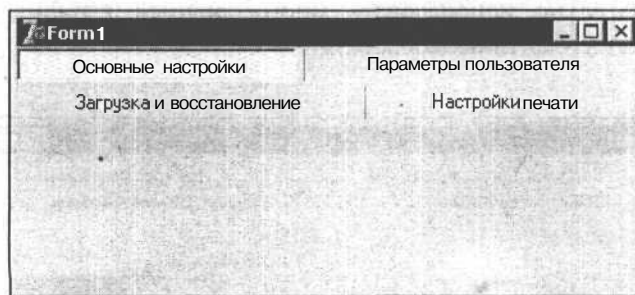 Form1
Основные настройки Параметры пользователя
Загрузка и восстановление Настройки печати